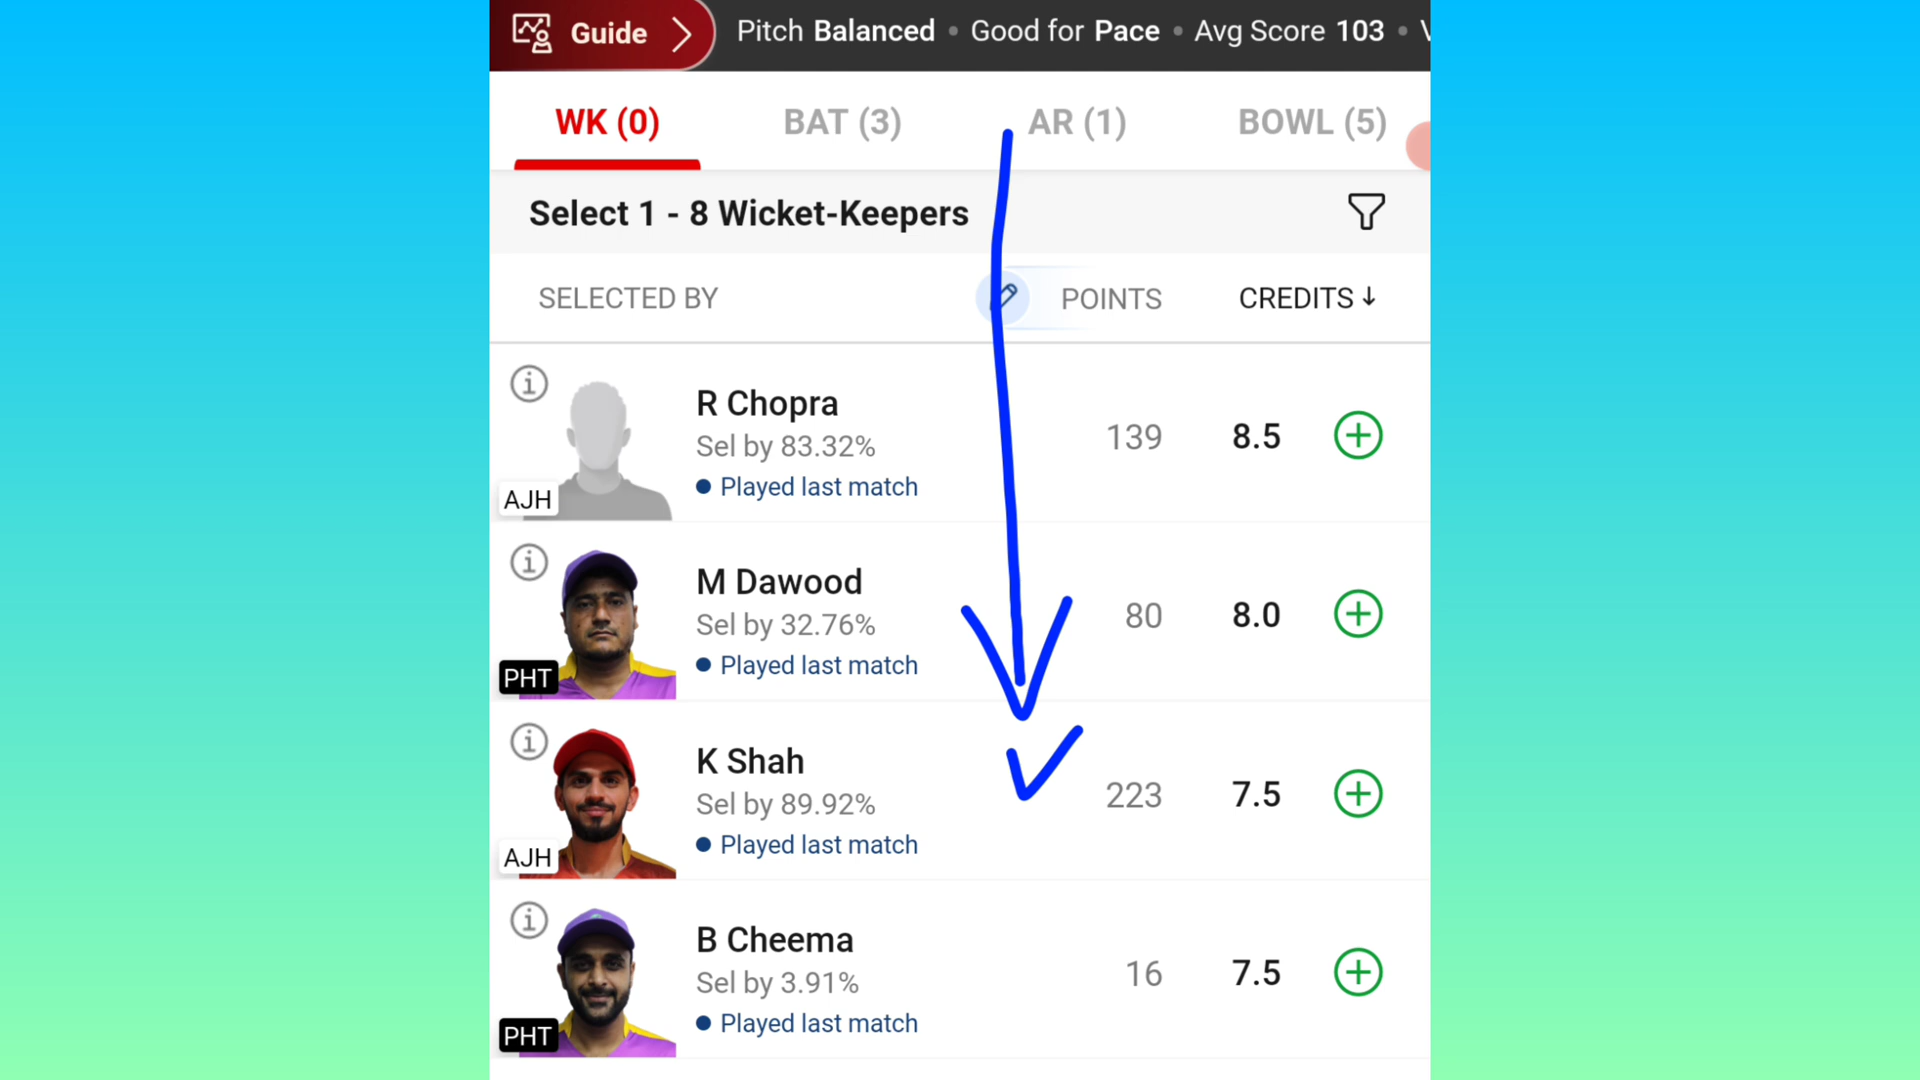 Guide
Pitch Balanced • Good for Pace • Avg Score 103 •
WK (0) BAT (3) AR (1) BOWL (5)
Select 1 - 8 Wicket-Keepers
SELECTED BY POINTS CREDITS ↓
R Chopra
Sel by 83.32%
Played last match
139 8.5
AJH
M Dawood
Sel by 32.76%
Played last match
80 8.0
PHT
K Shah
Sel by 89.92%
Played last match
223 7.5
AJH
B Cheema
Sel by 3.91%
Played last match
16 7.5
PHT